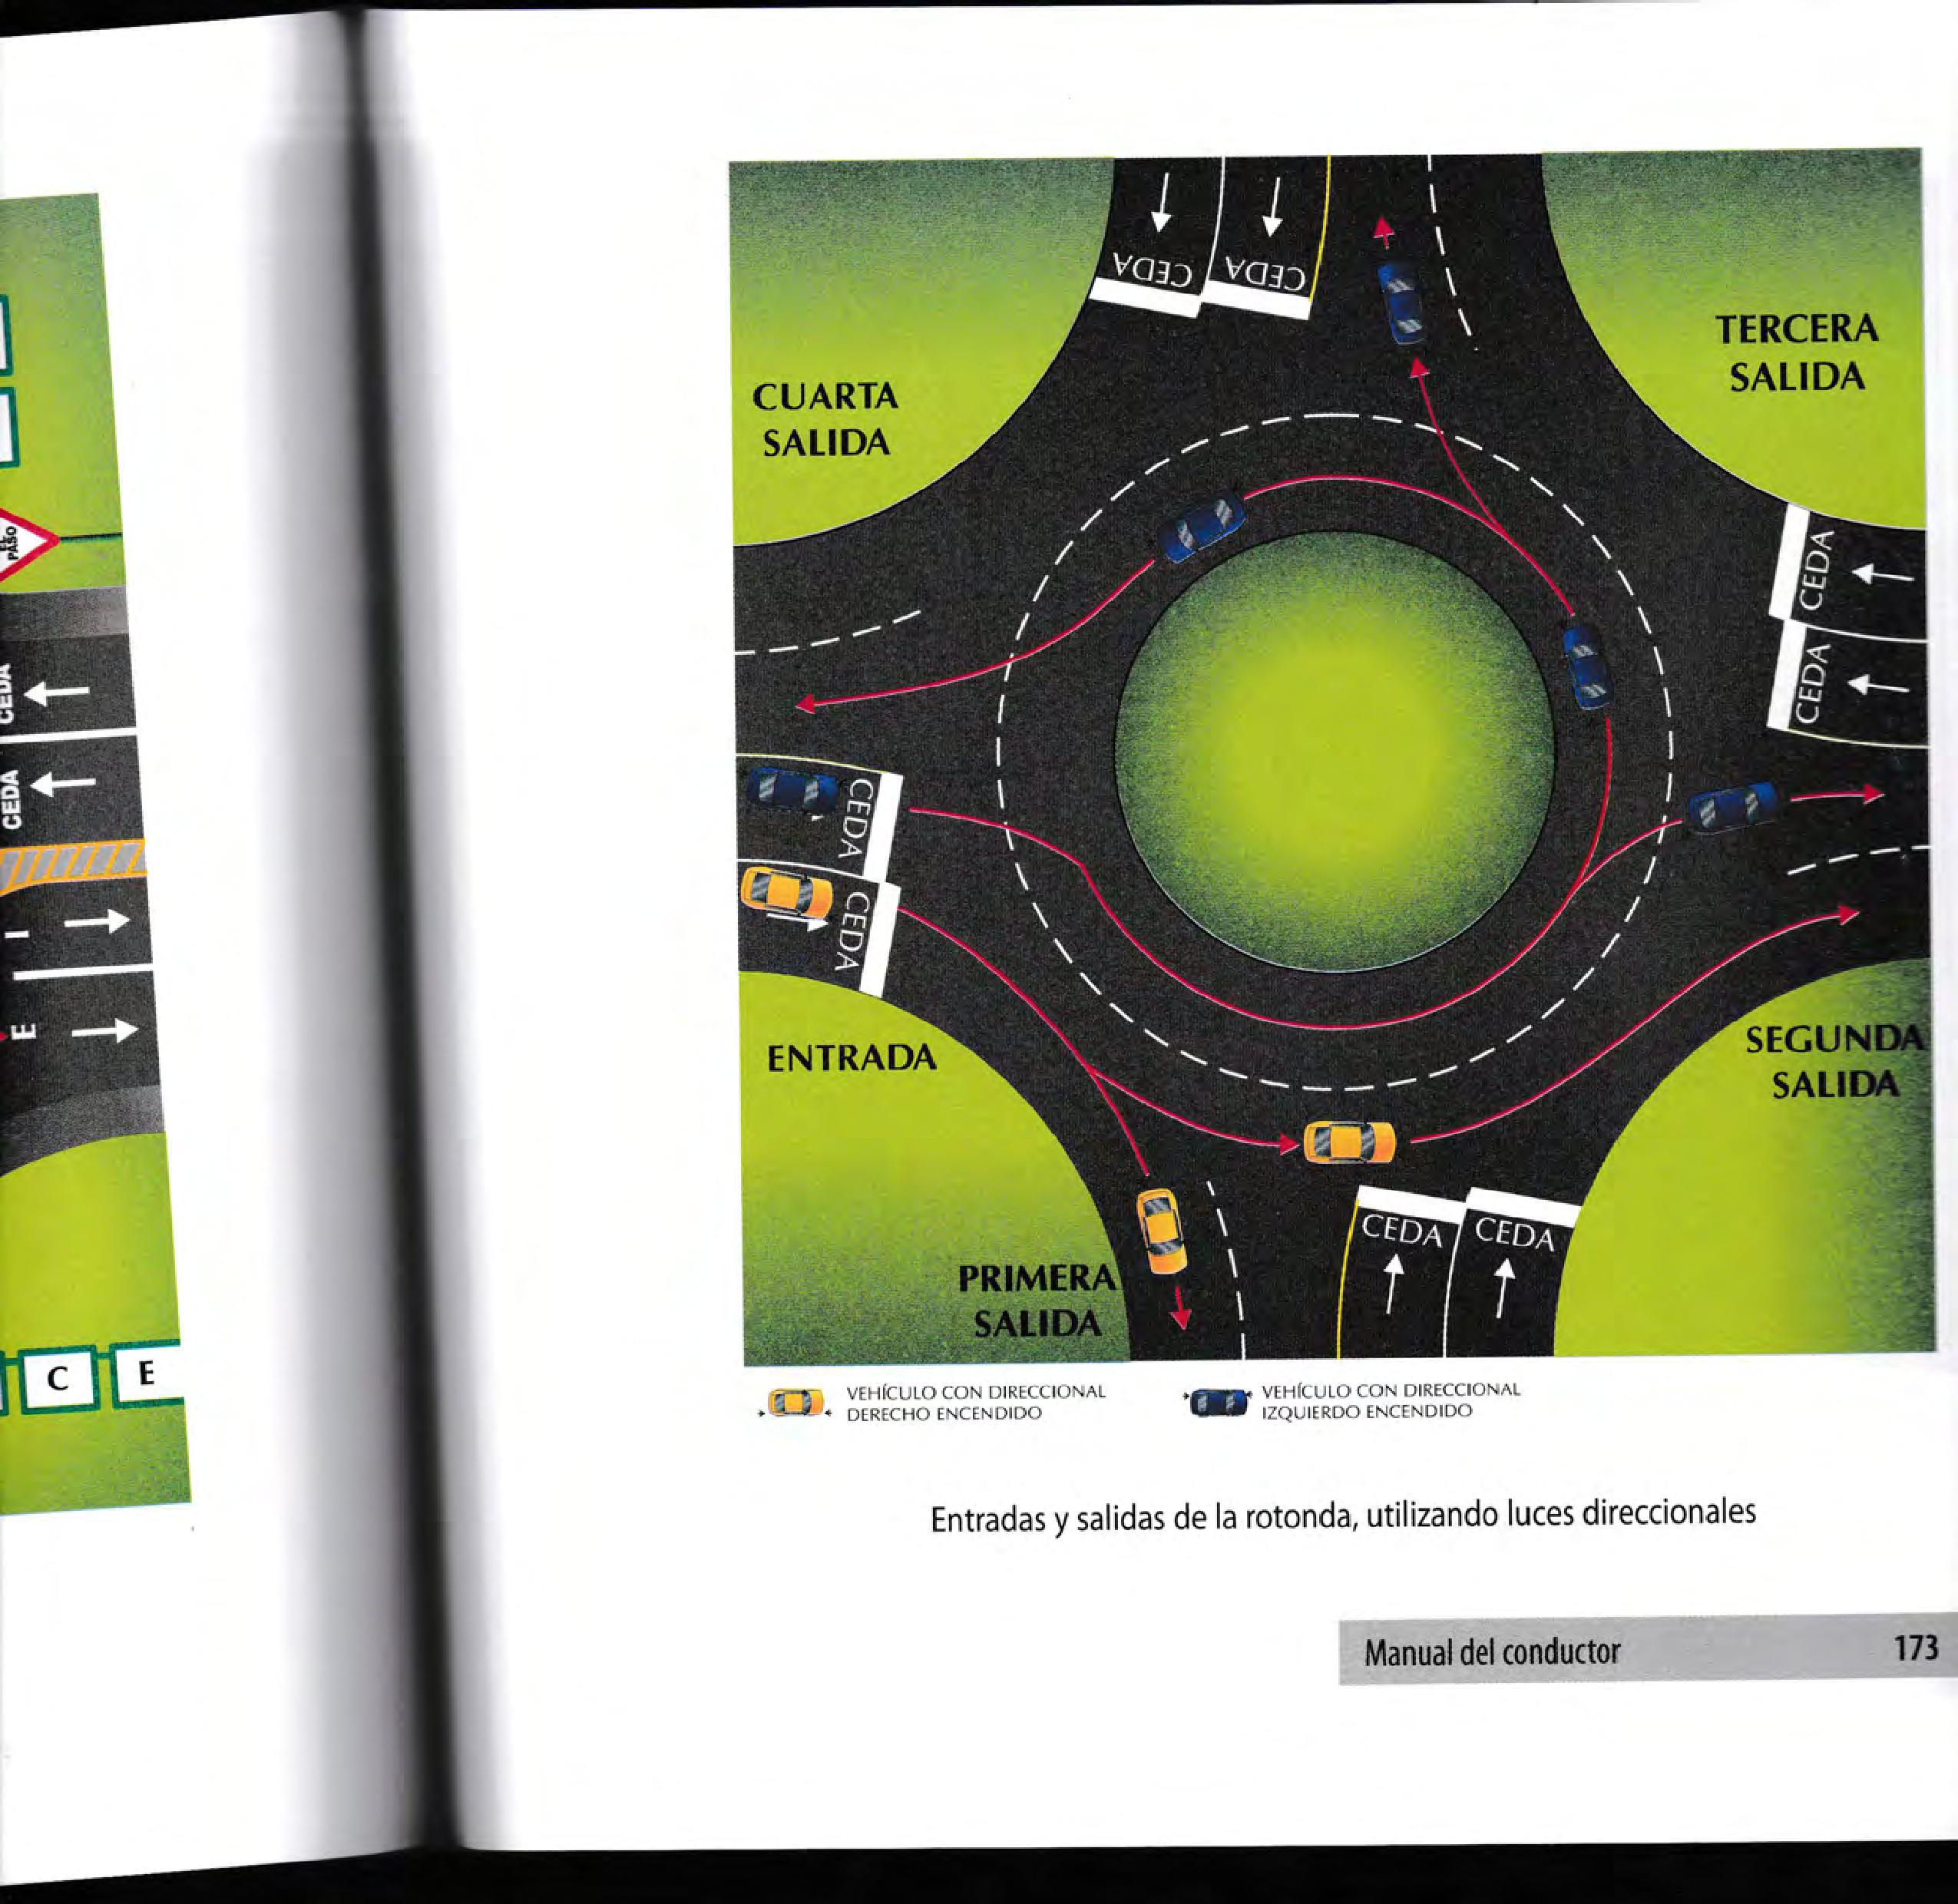 EL
PASO
CEDA
CEDA
I
E
C
E
CEDA
CEDA
TERCERA
SALIDA
CUARTA
SALIDA
CEDA
CEDA
CEDA
CEDA
ENTRADA
SEGUNDA
SALIDA
CEDA
CEDA
PRIMERA
SALIDA
VEHÍCULO CON DIRECCIONAL
DERECHO ENCENDIDO
VEHÍCULO CON DIRECCIONAL
IZQUIERDO ENCENDIDO
Entradas y salidas de la rotonda, utilizando luces direccionales
Manual del conductor
173